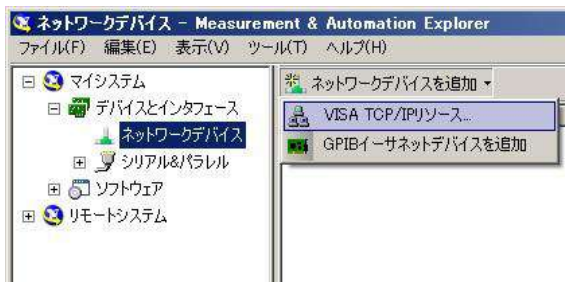 ネットワークデバイス - Measurement & Automation Explorer
ファイル(F) 編集(E) 表示(V) ツール(T) ヘルプ(H)
マイシステム
デバイスとインタフェース
ネットワークデバイス
シリアル&パラレル
ソフトウェア
リモートシステム
ネットワークデバイスを追加
VISA TCP/IPリソース...
GPIBイーサネットデバイスを追加